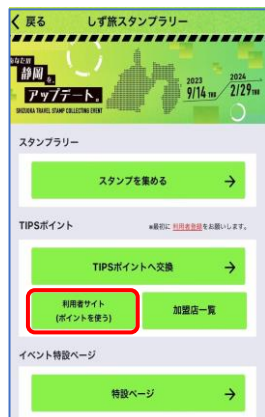 戻る しず旅スタンプラリー
静岡を、
アップデート。
SHIZUOKA TRAVEL STAMP COLLECTING EVENT
2023 2024
9/14 THU 2/29 THU
スタンプラリー
スタンプを集める →
TIPSポイント ※最初に 利用者登録をお願いします。
TIPSポイントへ交換 →
利用者サイト
(ポイントを使う)
加盟店一覧
イベント特設ページ
特設ページ →